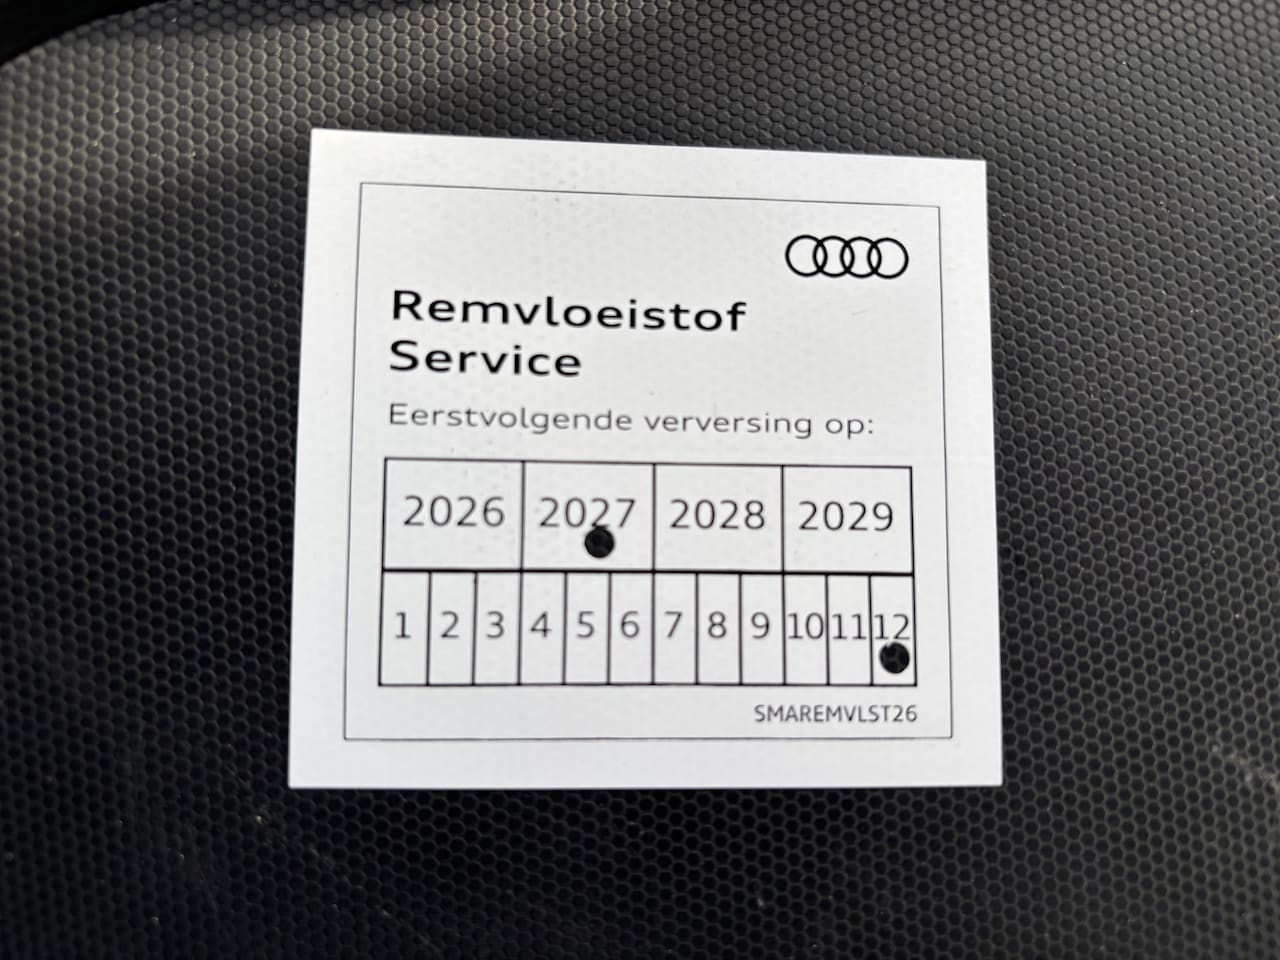 Remvloeistof
Service
Eerstvolgende verversing op:
2026 2027 2028 2029
1 2 3 4 5 6 7 8 9 10 11 12
SMAREMVLST26